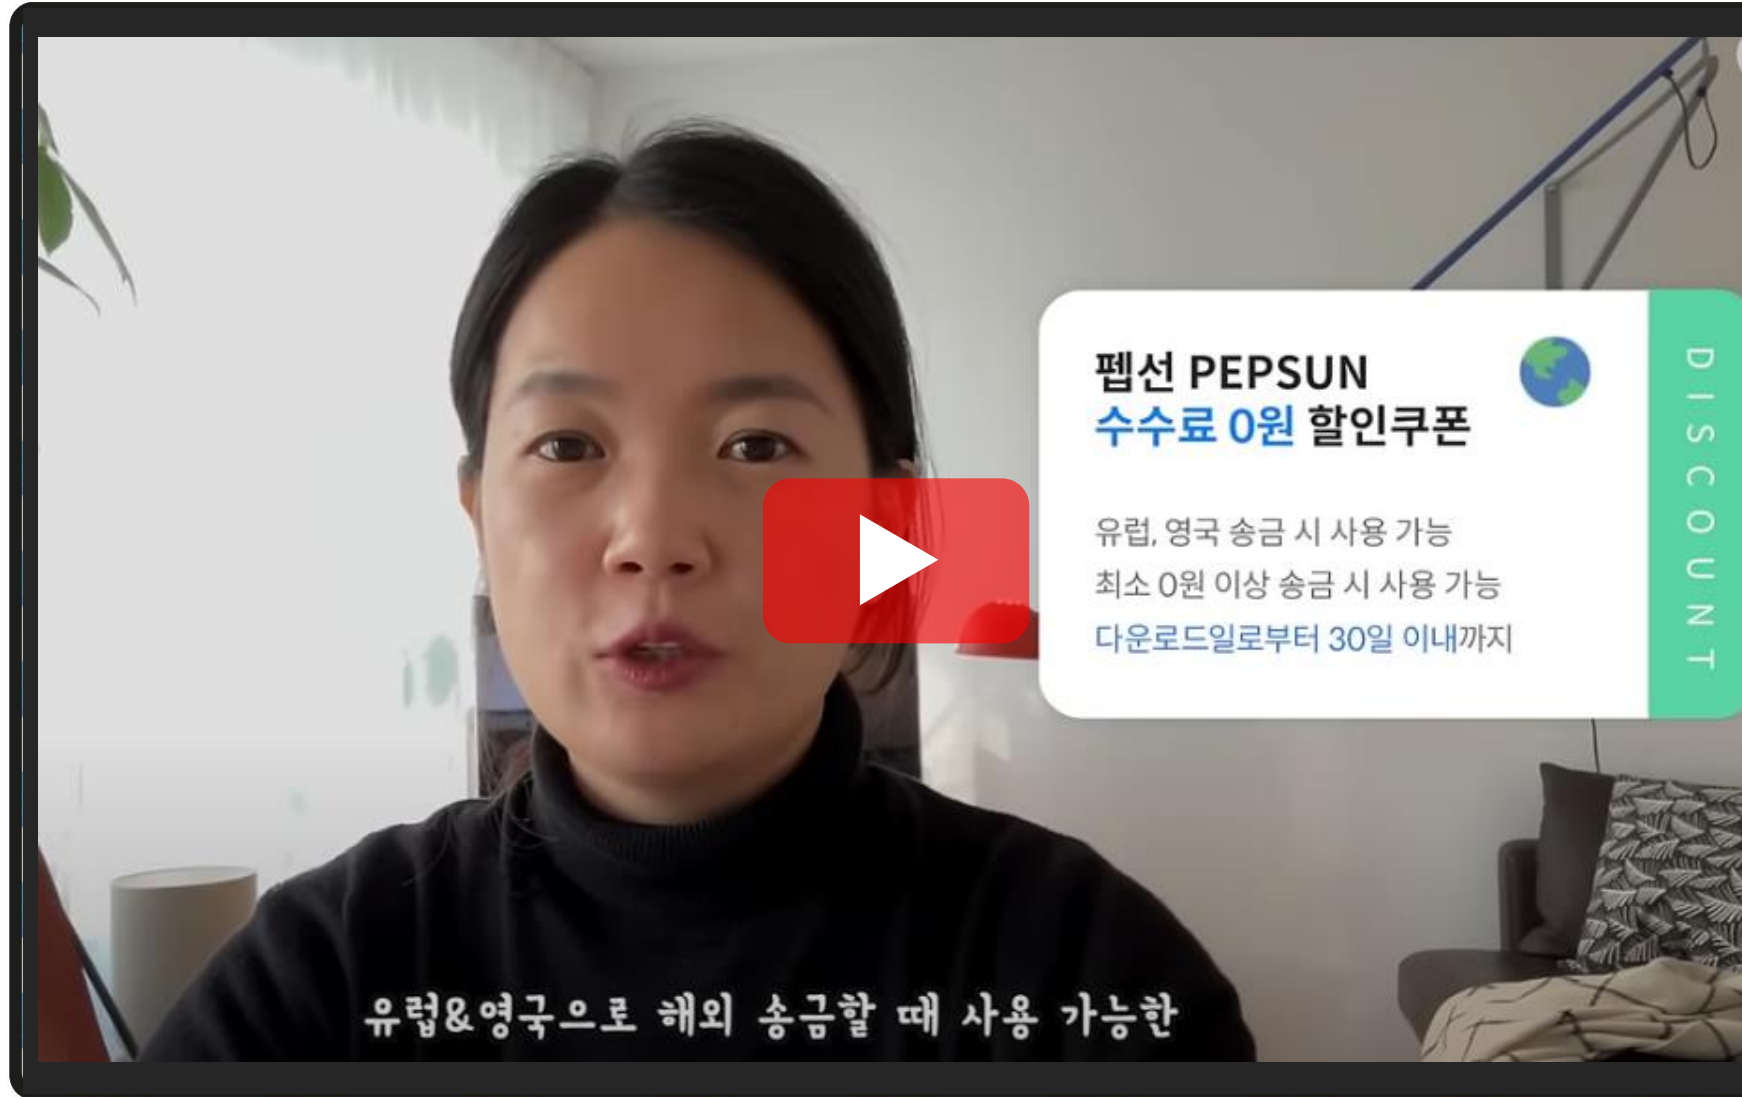 펩선 PEPSUN
수수료 0원 할인쿠폰
유럽, 영국 송금 시 사용 가능
최소 0원 이상 송금 시 사용 가능
다운로드일로부터 30일 이내까지
DISCOUNT
유럽&영국으로 해외 송금할 때 사용 가능한